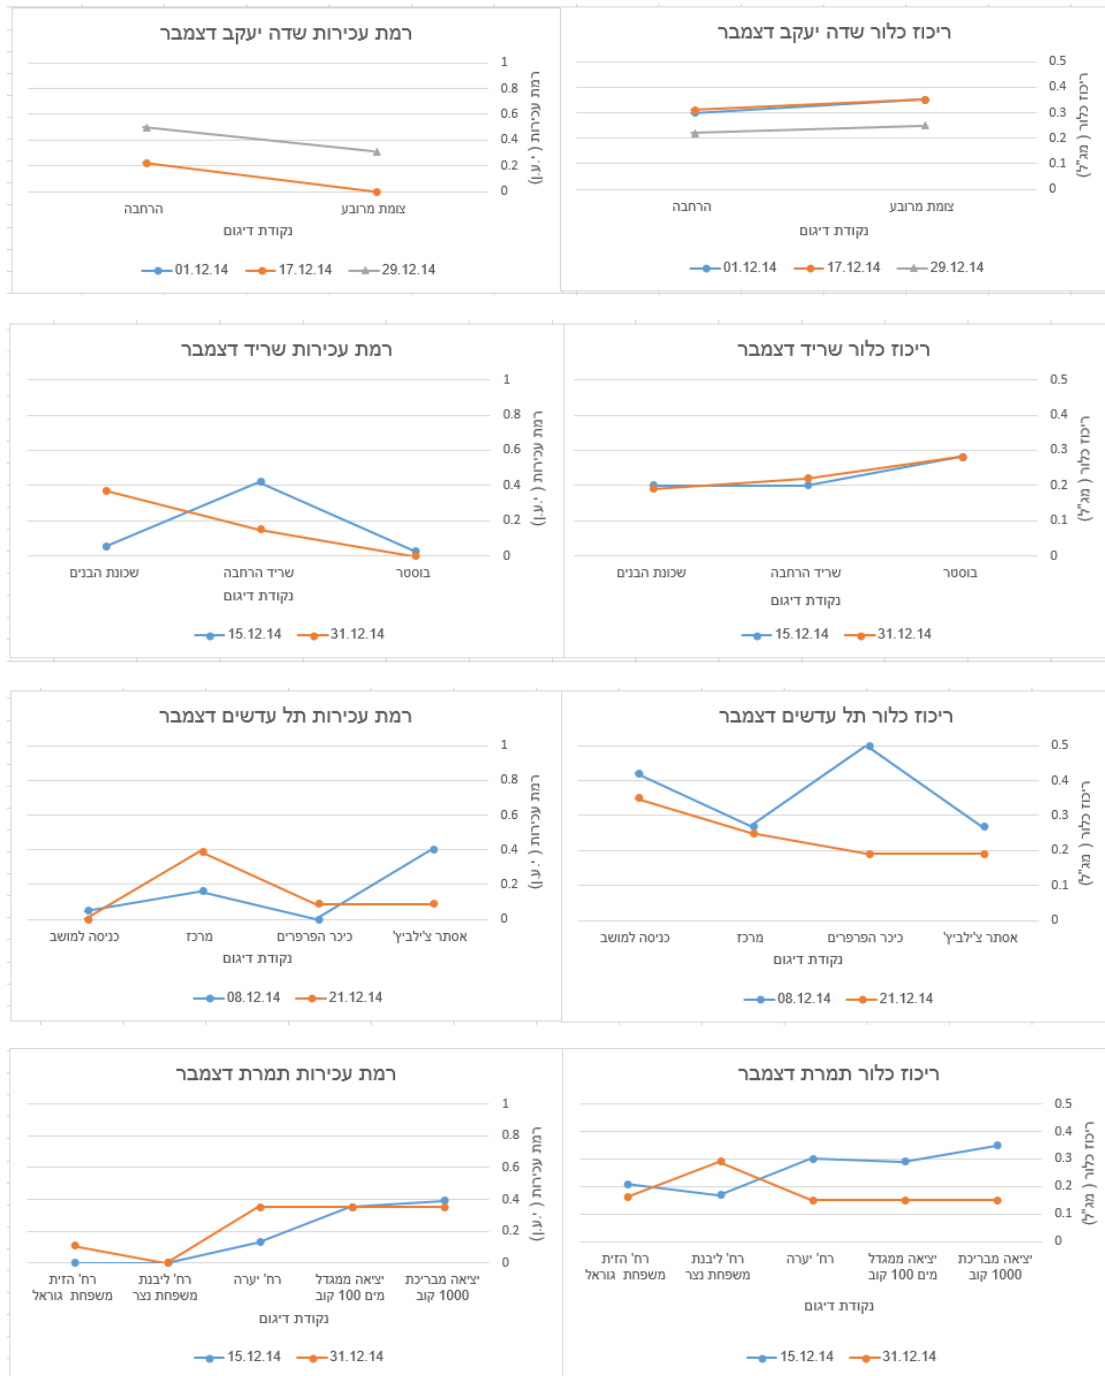 ריכוז כלור שדה יעקב דצמבר
0.5
0.4
0.3
0.2
0.1
0
ריכוז כלור ( מג"ל)
צומת מרובע
הרחבה
נקודת דיגום
01.12.14 17.12.14 29.12.14
רמת עכירות שדה יעקב דצמבר
1
0.8
0.6
0.4
0.2
0
רמת עכירות ( י.ע.ן)
צומת מרובע
הרחבה
נקודת דיגום
01.12.14 17.12.14 29.12.14
ריכוז כלור שריד דצמבר
0.5
0.4
0.3
0.2
0.1
0
ריכוז כלור ( מג"ל)
בוסטר
שריד הרחבה
שכונת הבנים
נקודת דיגום
15.12.14 31.12.14
רמת עכירות שריד דצמבר
1
0.8
0.6
0.4
0.2
0
רמת עכירות ( י.ע.ן)
בוסטר
שריד הרחבה
שכונת הבנים
נקודת דיגום
15.12.14 31.12.14
ריכוז כלור תל עדשים דצמבר
0.5
0.4
0.3
0.2
0.1
0
ריכוז כלור ( מג"ל)
אסתר צ'ילביץ'
כיכר הפרפרים
מרכז
כניסה למושב
נקודת דיגום
08.12.14 21.12.14
רמת עכירות תל עדשים דצמבר
1
0.8
0.6
0.4
0.2
0
רמת עכירות ( י.ע.ן)
אסתר צ'ילביץ'
כיכר הפרפרים
מרכז
כניסה למושב
נקודת דיגום
08.12.14 21.12.14
ריכוז כלור תמרת דצמבר
0.5
0.4
0.3
0.2
0.1
0
ריכוז כלור ( מג"ל)
יציאה מבריכת
1000 קוב
יציאה ממגדל
מים 100 קוב
רח' יערה
רח' ליבנת
משפחת נצר
רח' הזית
משפחת גוראל
נקודת דיגום
15.12.14 31.12.14
רמת עכירות תמרת דצמבר
1
0.8
0.6
0.4
0.2
0
רמת עכירות ( י.ע.ן)
יציאה מבריכת
1000 קוב
יציאה ממגדל
מים 100 קוב
רח' יערה
רח' ליבנת
משפחת נצר
רח' הזית
משפחת גוראל
נקודת דיגום
15.12.14 31.12.14